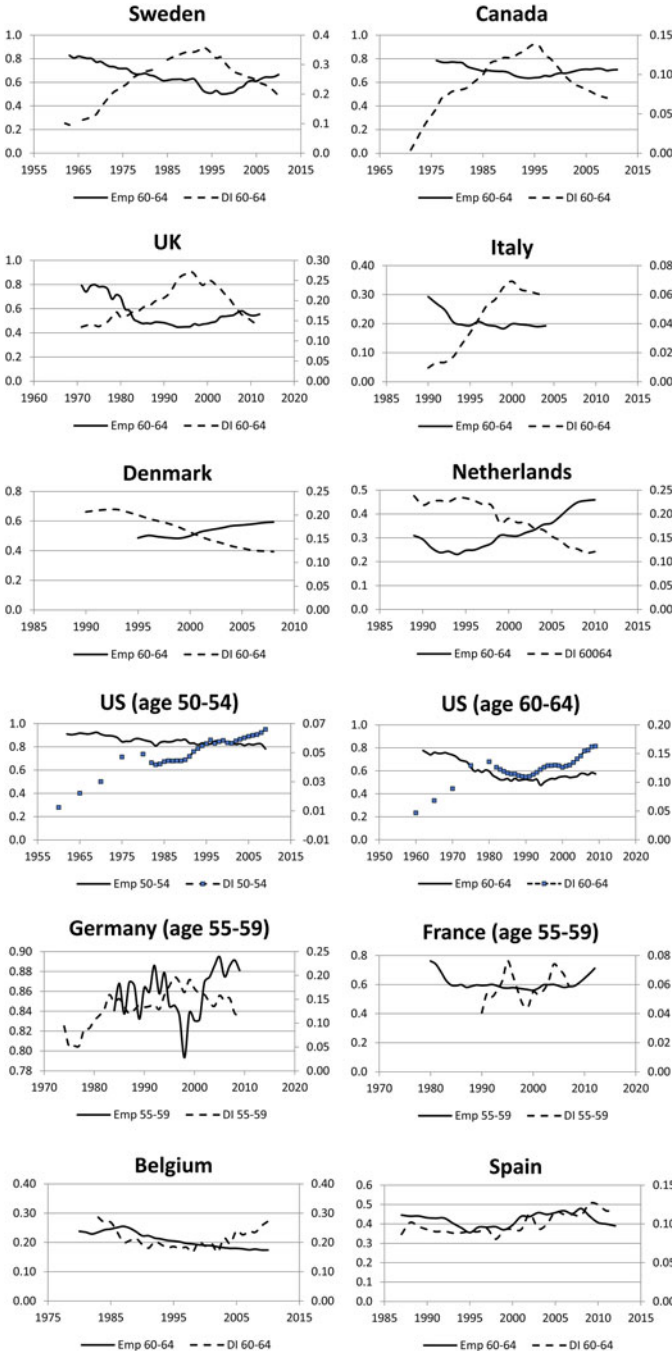 Sweden
1.0 0.4
0.8 0.3
0.6
0.2
0.4
0.2 0.1
0.0 0.0
1955 1965 1975 1985 1995 2005 2015
Emp 60-64 DI 60-64
Canada
1.0 0.15
0.8
0.10
0.6
0.4 0.05
0.2
0.0 0.00
1965 1975 1985 1995 2005 2015
Emp 60-64 DI 60-64
UK
1.0 0.30
0.8 0.25
0.20
0.6
0.15
0.4
0.10
0.2 0.05
0.0 0.00
1960 1970 1980 1990 2000 2010 2020
Emp 60-64 DI 60-64
Italy
0.40 0.08
0.30 0.06
0.20 0.04
0.10 0.02
0.00 0.00
1985 1990 1995 2000 2005 2010 2015
Emp 60-64 DI 60-64
Denmark
0.8 0.25
0.20
0.6
0.15
0.4
0.10
0.2
0.05
0.0 0.00
1985 1990 1995 2000 2005 2010
Emp 60-64 DI 60-64
Netherlands
0.5 0.25
0.4 0.20
0.3 0.15
0.2 0.10
0.1 0.05
0.0 0.00
1985 1990 1995 2000 2005 2010 2015
Emp 60-64 DI 60064
US (age 50-54)
1.0 0.07
0.8 0.05
0.6
0.03
0.4
0.01
0.2
0.0 -0.01
1955 1965 1975 1985 1995 2005 2015
Emp 50-54 DI 50-54
US (age 60-64)
1.0 0.20
0.8 0.15
0.6
0.10
0.4
0.05
0.2
0.0 0.00
1950 1960 1970 1980 1990 2000 2010 2020
Emp 60-64 DI 60-64
Germany (age 55-59)
0.90 0.25
0.88 0.20
0.86
0.15
0.84
0.10
0.82
0.80 0.05
0.78 0.00
1970 1980 1990 2000 2010 2020
Emp 55-59 DI 55-59
France (age 55-59)
0.8 0.08
0.6 0.06
0.4 0.04
0.2 0.02
0.0 0.00
1970 1980 1990 2000 2010 2020
Emp 55-59 DI 55-59
Belgium
0.40 0.40
0.30 0.30
0.20 0.20
0.10 0.10
0.00 0.00
1975 1985 1995 2005 2015
Emp 60-64 DI 60-64
Spain
0.6 0.15
0.5
0.4 0.10
0.3
0.2 0.05
0.1
0.0 0.00
1985 1990 1995 2000 2005 2010 2015
Emp 60-64 DI 60-64